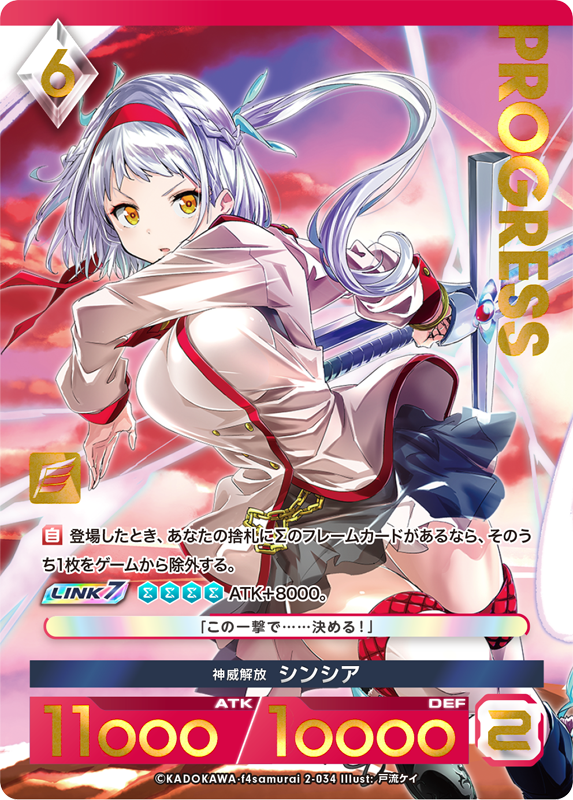 6
PROGRESS
自 登場したとき、あなたの捨札にΣのフレームカードがあるなら、そのう
ち1枚をゲームから除外する。
LINK 7 ΣΣΣΣ ATK+8000。
「この一撃で……決める！」
神威解放 シンシア
ATK DEF
11000 10000 2
©KADOKAWA·f4samurai 2-034 Illust: 戸流ケイ